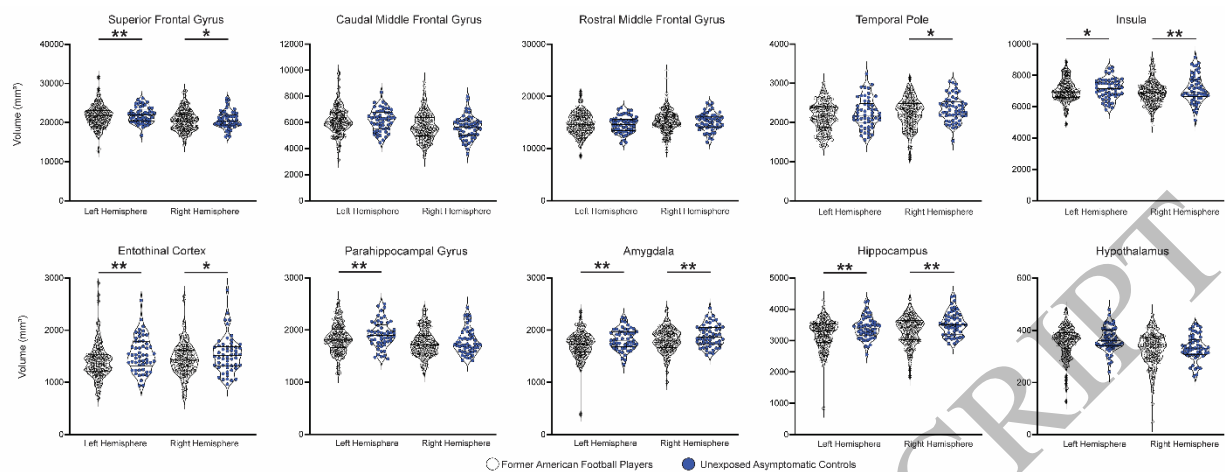 Superior Frontal Gyrus
**
*
40000
30000
20000
10000
0
Volume (mm³)
Left Hemisphere
Right Hemisphere
Caudal Middle Frontal Gyrus
12000
10000
8000
6000
4000
2000
0
Left Hemisphere
Right Hemisphere
Rostral Middle Frontal Gyrus
30000
20000
10000
0
Left Hemisphere
Right Hemisphere
Temporal Pole
*
4000
3000
2000
1000
0
Left Hemisphere
Right Hemisphere
Insula
*
**
10000
8000
6000
4000
2000
0
Left Hemisphere
Right Hemisphere
Entothinal Cortex
**
*
3000
2000
1000
0
Volume (mm³)
Left Hemisphere
Right Hemisphere
Parahippocampal Gyrus
**
3000
2000
1000
0
Left Hemisphere
Right Hemisphere
Amygdala
**
**
3000
2000
1000
0
Left Hemisphere
Right Hemisphere
Hippocampus
**
**
5000
4000
3000
2000
1000
0
Left Hemisphere
Right Hemisphere
Hypothalamus
600
400
200
0
Left Hemisphere
Right Hemisphere
Former American Football Players
Unexposed Asymptomatic Controls
CRIPT